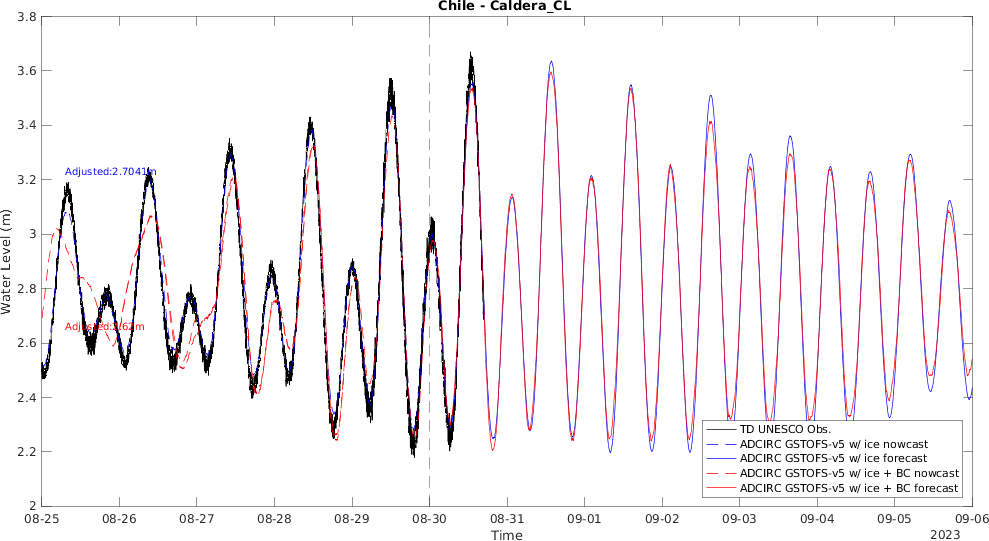 Chile - Caldera_CL
3.8
3.6
3.4
3.2
3
2.8
2.6
2.4
2.2
2
Water Level (m)
Adjusted:2.7041m
Adjusted:2.62m
TD UNESCO Obs.
ADCIRC GSTOFS-v5 w/ ice nowcast
ADCIRC GSTOFS-v5 w/ ice forecast
ADCIRC GSTOFS-v5 w/ ice + BC nowcast
ADCIRC GSTOFS-v5 w/ ice + BC forecast
08-25 08-26 08-27 08-28 08-29 08-30 08-31 09-01 09-02 09-03 09-04 09-05 09-06
Time
2023